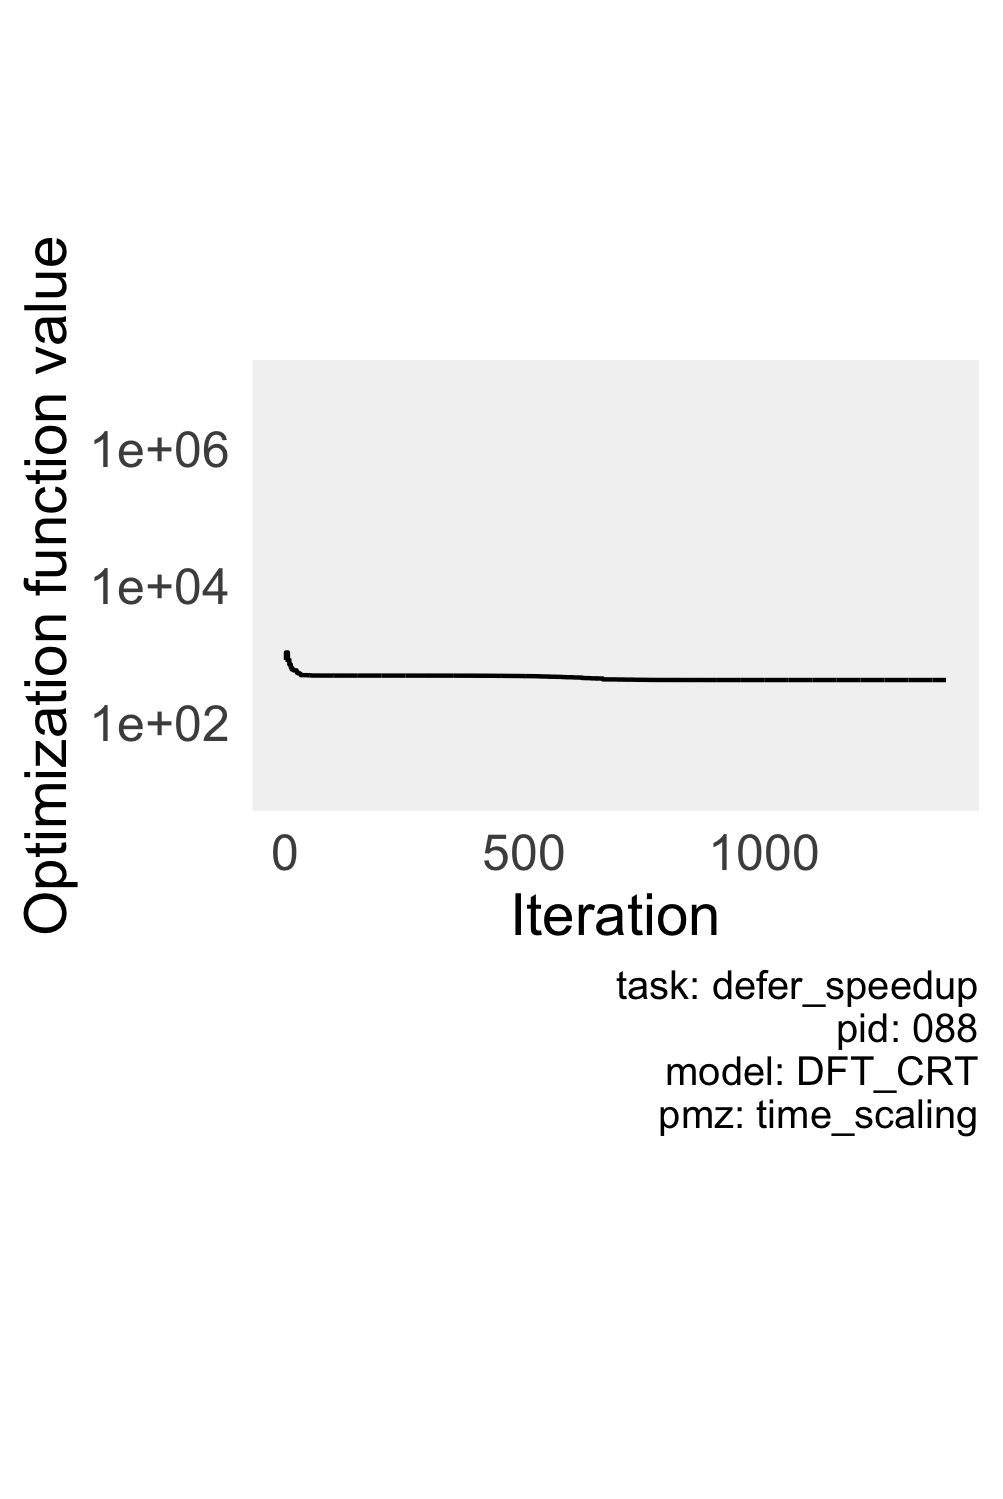 Optimization function value
1e+06
1e+04
1e+02
0 500 1000
Iteration
task: defer_speedup
pid: 088
model: DFT_CRT
pmz: time_scaling